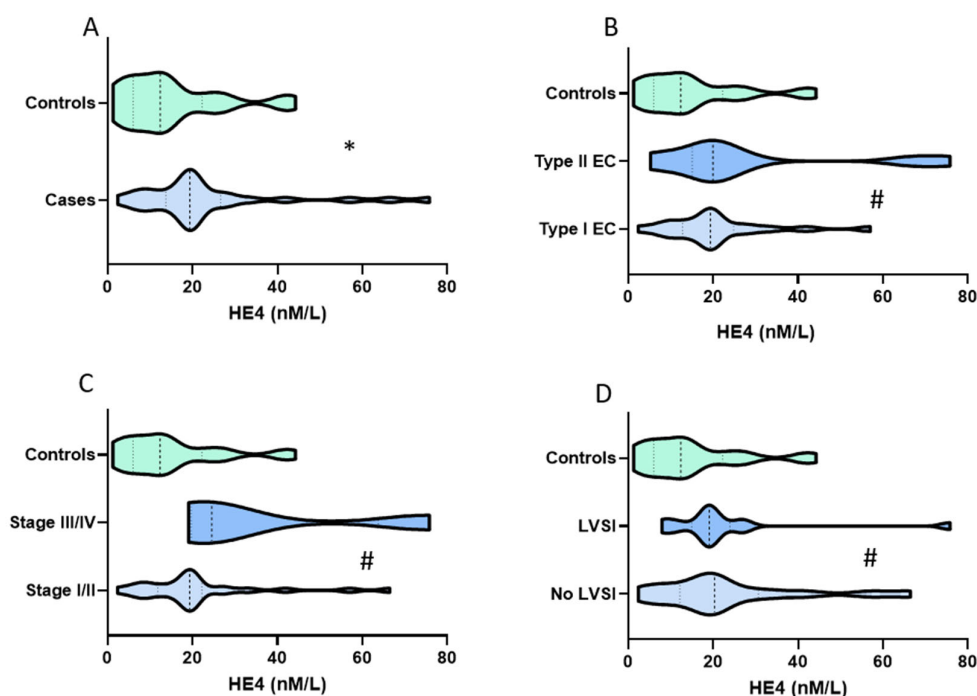 A
Controls
*
Cases
0 20 40 60 80
HE4 (nM/L)
B
Controls
Type II EC
#
Type I EC
0 20 40 60 80
HE4 (nM/L)
C
Controls
Stage III/IV
#
Stage I/II
0 20 40 60 80
HE4 (nM/L)
D
Controls
LVSI
#
No LVSI
0 20 40 60 80
HE4 (nM/L)